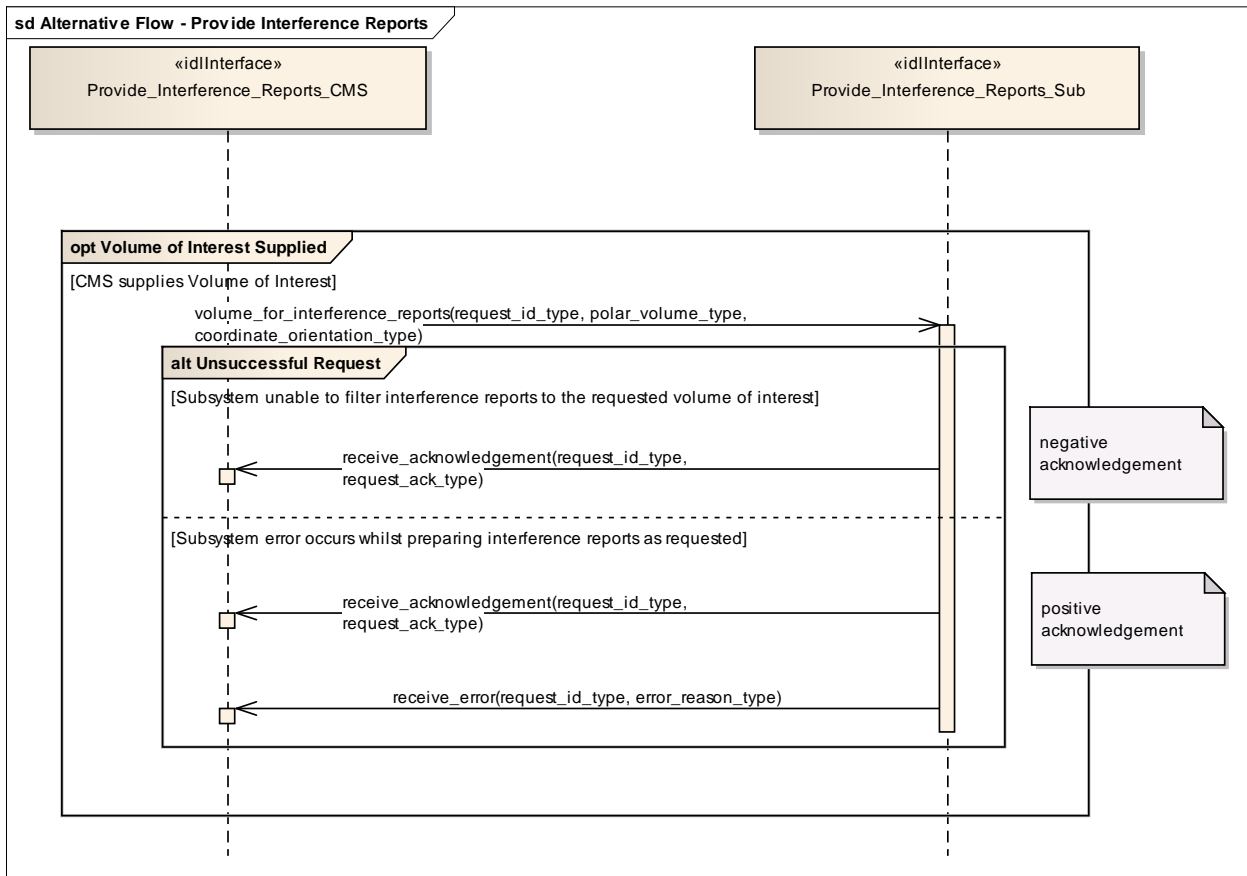 sd Alternative Flow - Provide Interference Reports
«idlInterface»
Provide_Interference_Reports_CMS
«idlInterface»
Provide_Interference_Reports_Sub
opt Volume of Interest Supplied
[CMS supplies Volume of Interest]
volume_for_interference_reports(request_id_type, polar_volume_type,
coordinate_orientation_type)
alt Unsuccessful Request
[Subsystem unable to filter interference reports to the requested volume of interest]
receive_acknowledgement(request_id_type,
request_ack_type)
negative
acknowledgement
[Subsystem error occurs whilst preparing interference reports as requested]
receive_acknowledgement(request_id_type,
request_ack_type)
positive
acknowledgement
receive_error(request_id_type, error_reason_type)